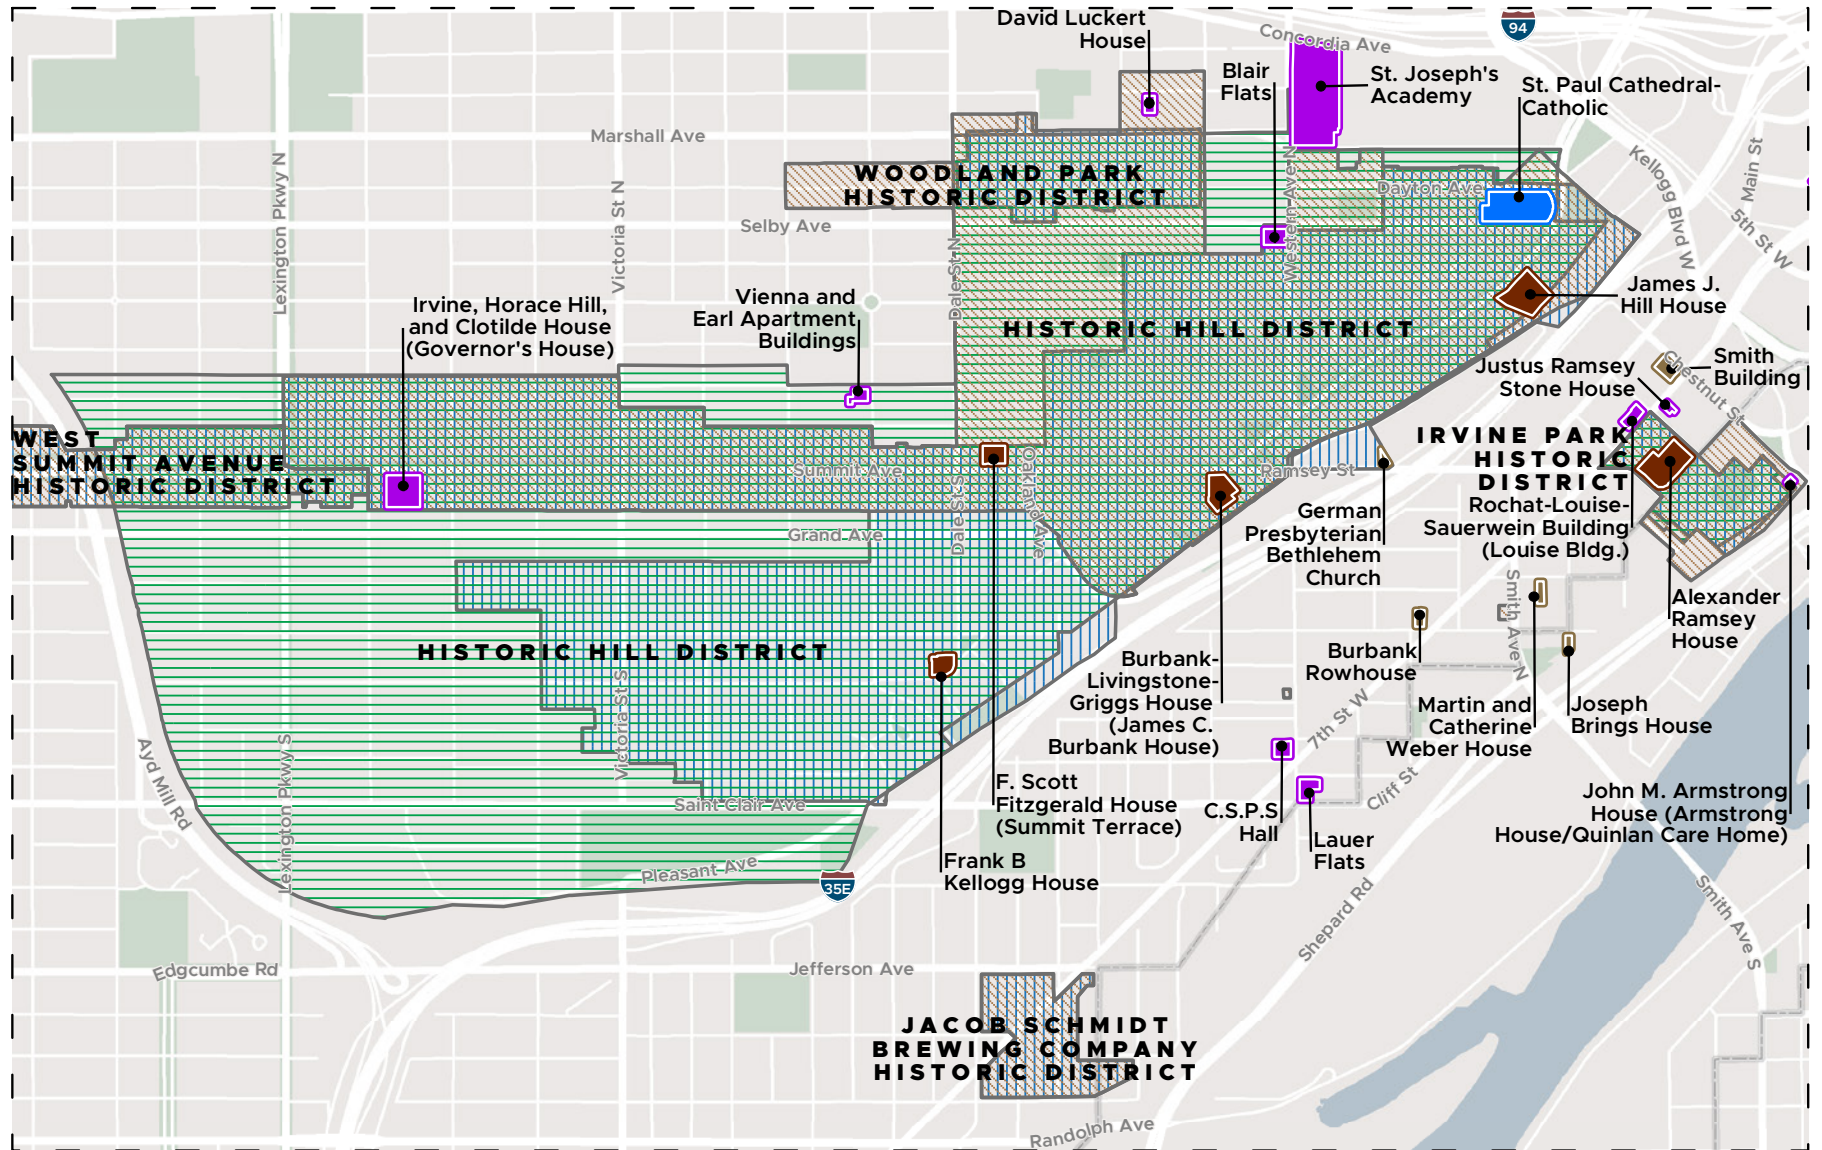 David Luckert
House
Concordia Ave
94
Blair
Flats
St. Joseph's
Academy
St. Paul Cathedral-
Catholic
Marshall Ave
Lexington Pkwy N
Victoria St N
WOODLAND PARK
HISTORIC DISTRICT
Selby Ave
Dale St N
Western Ave N
Dayton Ave
Kellogg Blvd W
Main St
5th St W
Irvine, Horace Hill,
and Clotilde House
(Governor's House)
Vienna and
Earl Apartment
Buildings
HISTORIC HILL DISTRICT
James J.
Hill House
Justus Ramsey
Stone House
Smith
Building
Chestnut St
WEST
SUMMIT AVENUE
HISTORIC DISTRICT
Summit Ave
Oakland Ave
Ramsey St
IRVINE PARK
HISTORIC
DISTRICT
Rochat-Louise-
Sauerwein Building
(Louise Bldg.)
German
Presbyterian
Bethlehem
Church
Grand Ave
Dale St S
Smith Ave N
Alexander
Ramsey
House
HISTORIC HILL DISTRICT
Victoria St S
Burbank-
Livingstone-
Griggs House
(James C.
Burbank House)
Burbank
Rowhouse
Martin and
Catherine
Weber House
Joseph
Brings House
7th St W
Cliff St
Ayd Mill Rd
Lexington Pkwy S
Saint Clair Ave
F. Scott
Fitzgerald House
(Summit Terrace)
C.S.P.S
Hall
Lauer
Flats
John M. Armstrong
House (Armstrong
House/Quinlan Care Home)
Pleasant Ave
35E
Frank B
Kellogg House
Shepard Rd
Smith Ave S
Edgcumbe Rd
Jefferson Ave
JACOB SCHMIDT
BREWING COMPANY
HISTORIC DISTRICT
Randolph Ave